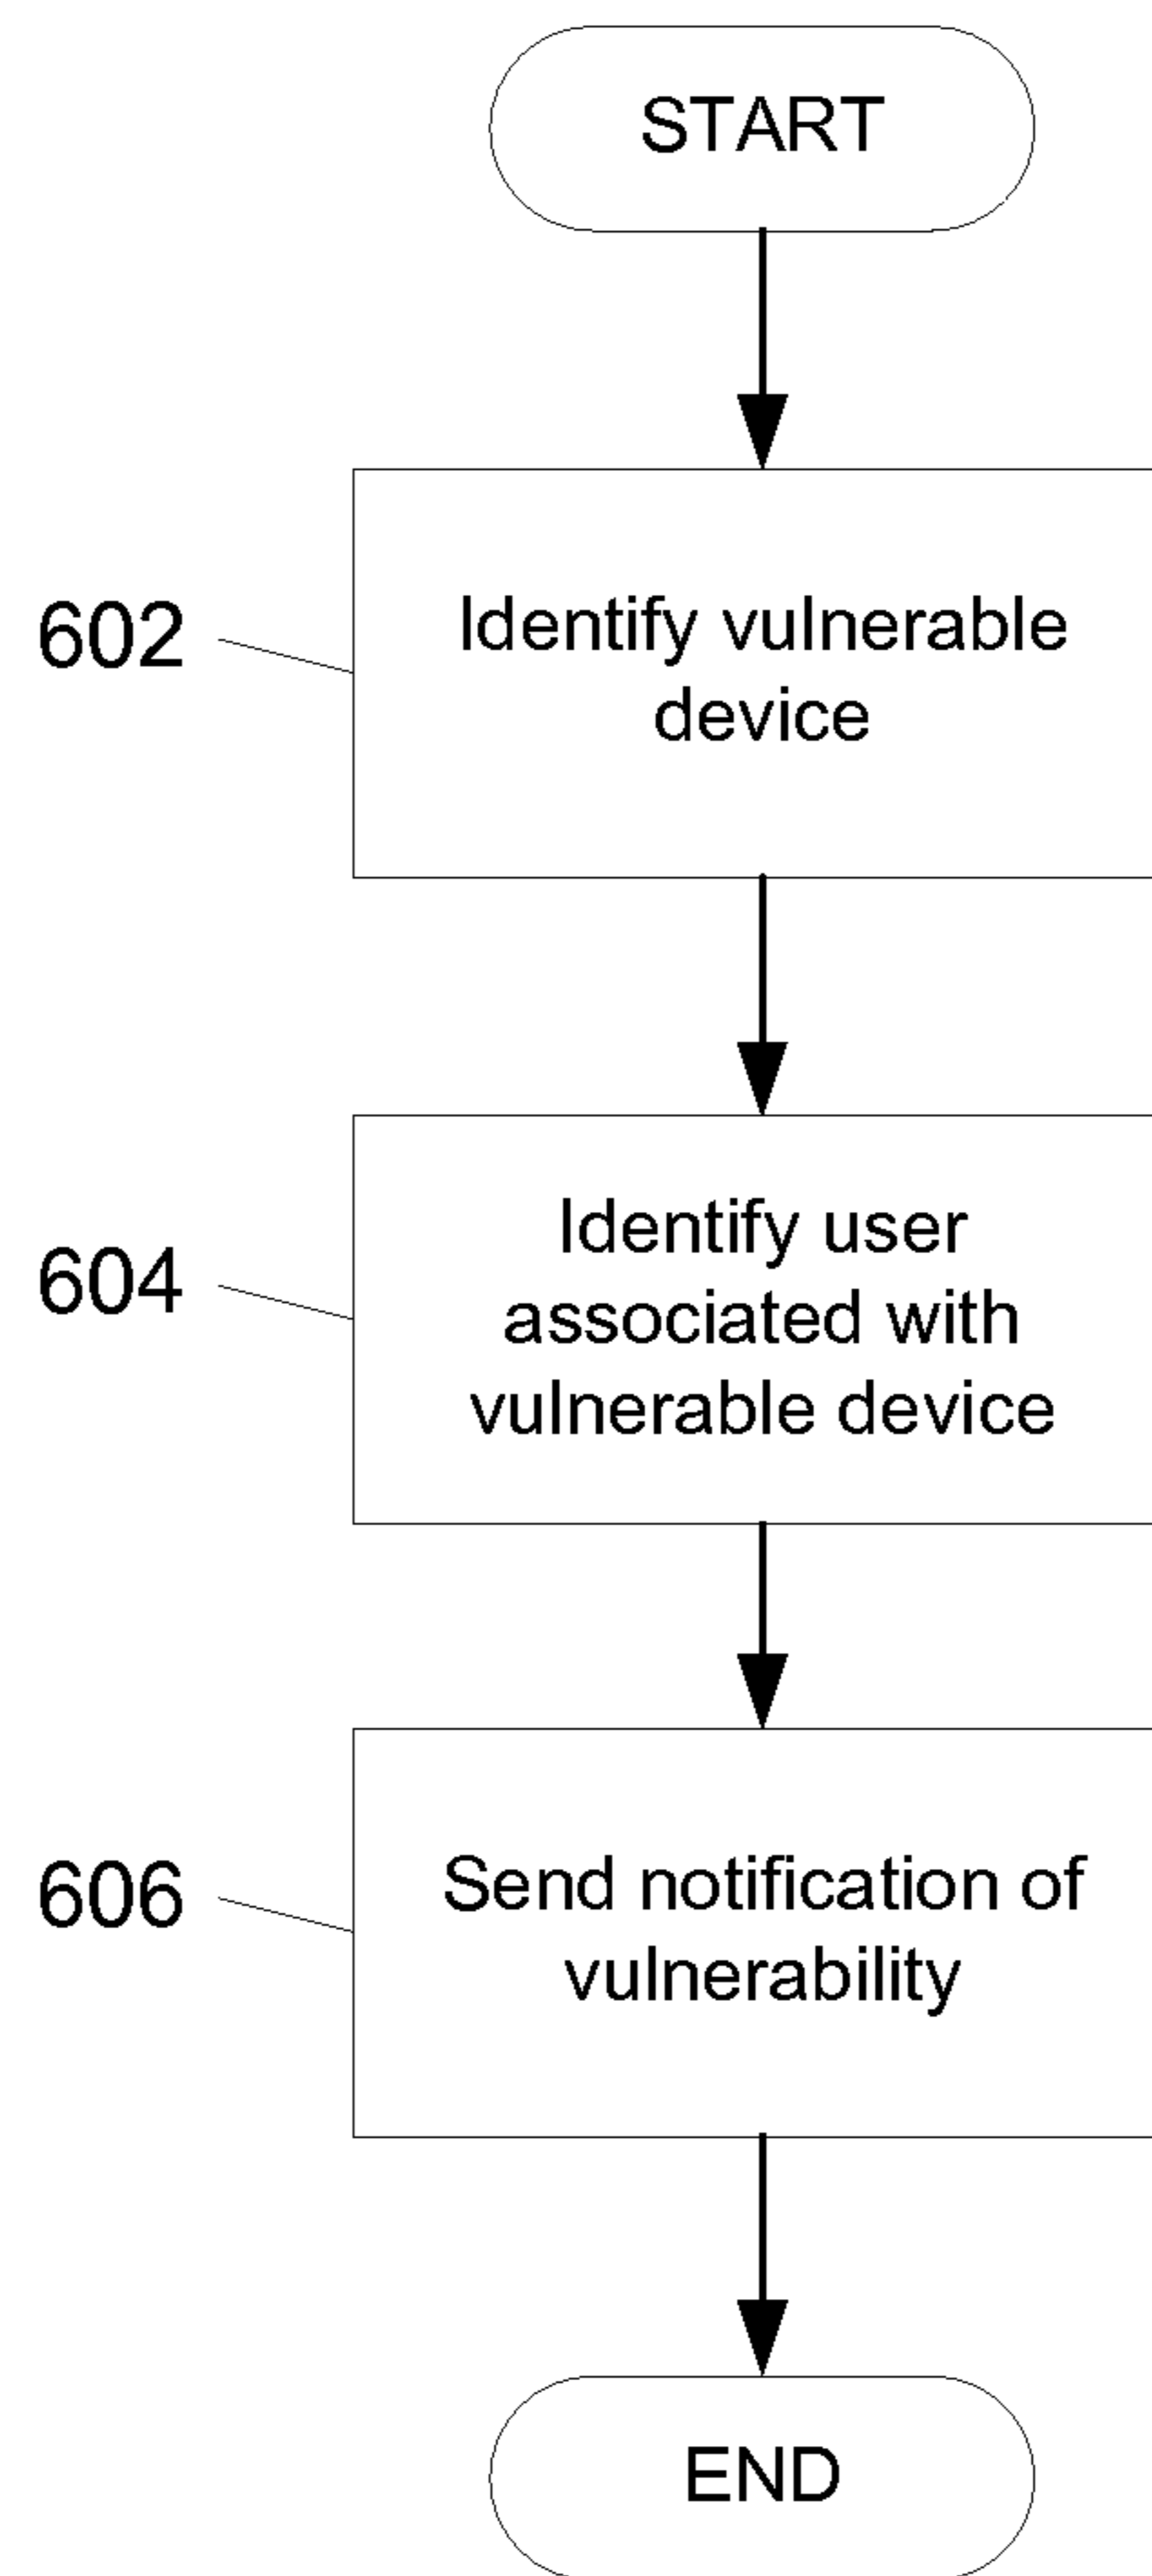 START
602
Identify vulnerable
device
604
Identify user
associated with
vulnerable device
606
Send notification of
vulnerability
END